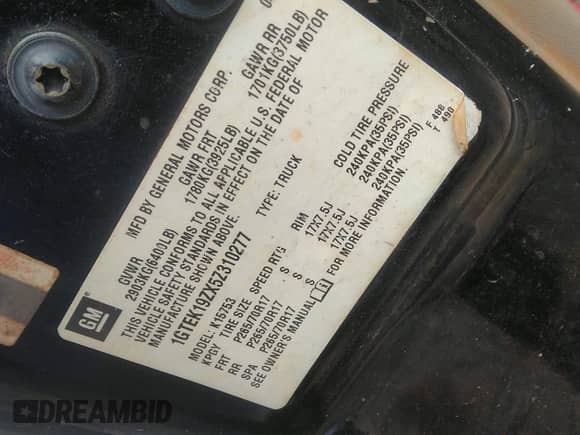 GM
MFD BY GENERAL MOTORS CORP.
GVWR GAWR FRT GAWR RR
2903KG(6400LB) 1780KG(3925LB) 1701KG(3750LB)
THIS VEHICLE CONFORMS TO ALL APPLICABLE U.S. FEDERAL MOTOR
VEHICLE SAFETY STANDARDS IN EFFECT ON THE DATE OF
MANUFACTURE SHOWN ABOVE.
1GTEK19ZX5Z310277 TYPE: TRUCK
MODEL: K15753
KPGY TIRE SIZE SPEED RTG RIM COLD TIRE PRESSURE
FRT P265/70R17 S 17X7.5J 240KPA(35PSI)
RR P265/70R17 S 17X7.5J 240KPA(35PSI)
SPA P265/70R17 S 17X7.5J 240KPA(35PSI)
SEE OWNER'S MANUAL FOR MORE INFORMATION.
F 488
T 490
DREAMBID